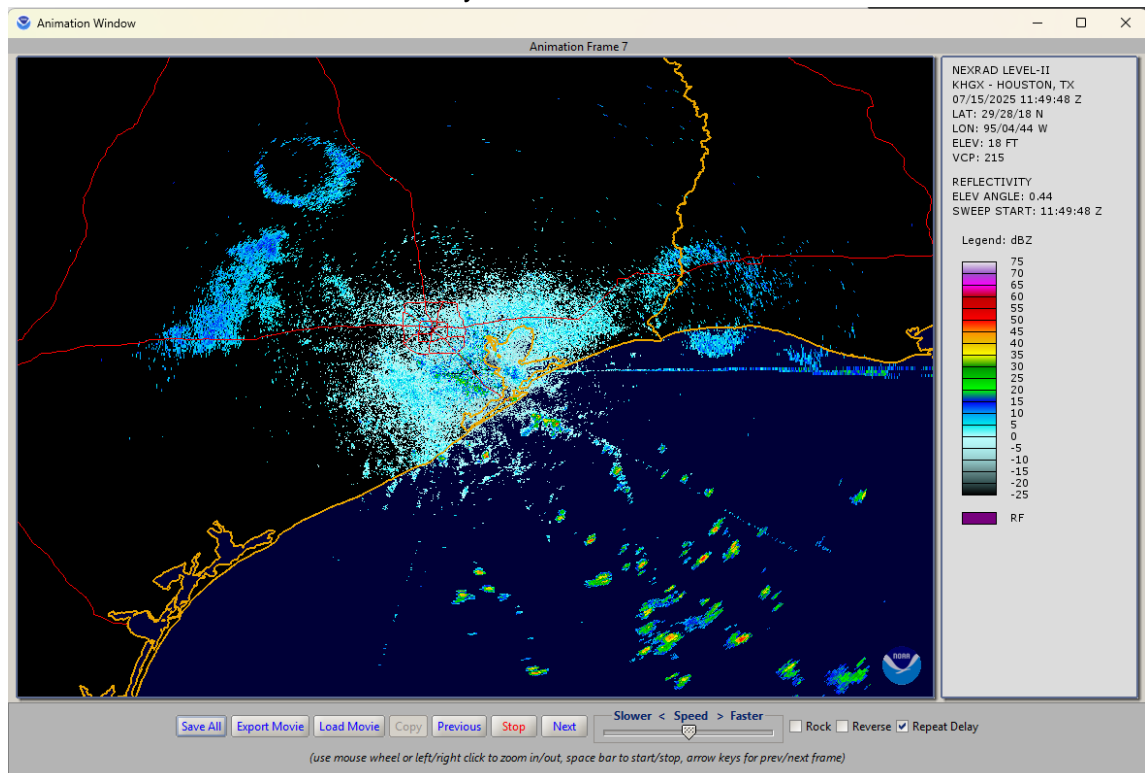 Animation Window
Animation Frame 7
NEXRAD LEVEL-II
KHGX - HOUSTON, TX
07/15/2025 11:49:48 Z
LAT: 29/28/18 N
LON: 95/04/44 W
ELEV: 18 FT
VCP: 215
REFLECTIVITY
ELEV ANGLE: 0.44
SWEEP START: 11:49:48 Z
Legend: dBZ
75
70
65
60
55
50
45
40
35
30
25
20
15
10
5
0
-5
-10
-15
-20
-25
RF
NOAA
Save All Export Movie Load Movie Copy Previous Stop Next Slower < Speed > Faster Rock Reverse Repeat Delay
(use mouse wheel or left/right click to zoom in/out, space bar to start/stop, arrow keys for prev/next frame)